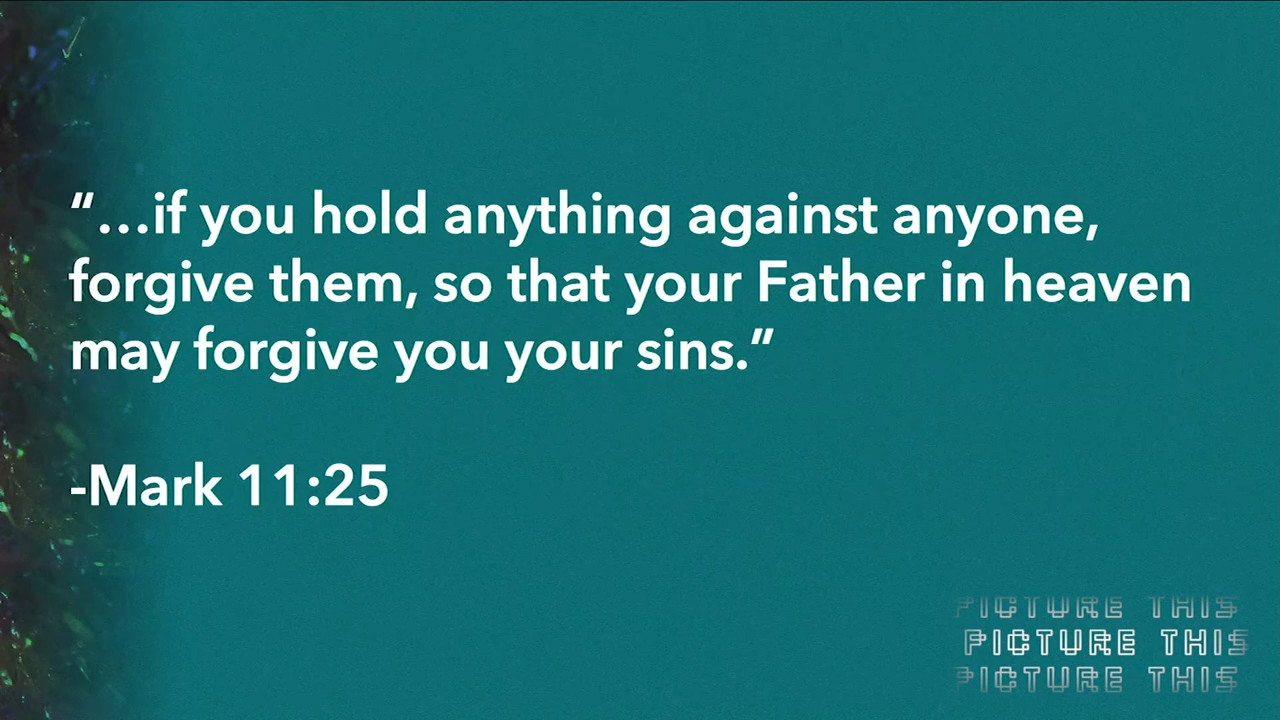 “…if you hold anything against anyone,
forgive them, so that your Father in heaven
may forgive you your sins.”
-Mark 11:25
PICTURE THIS
PICTURE THIS
PICTURE THIS